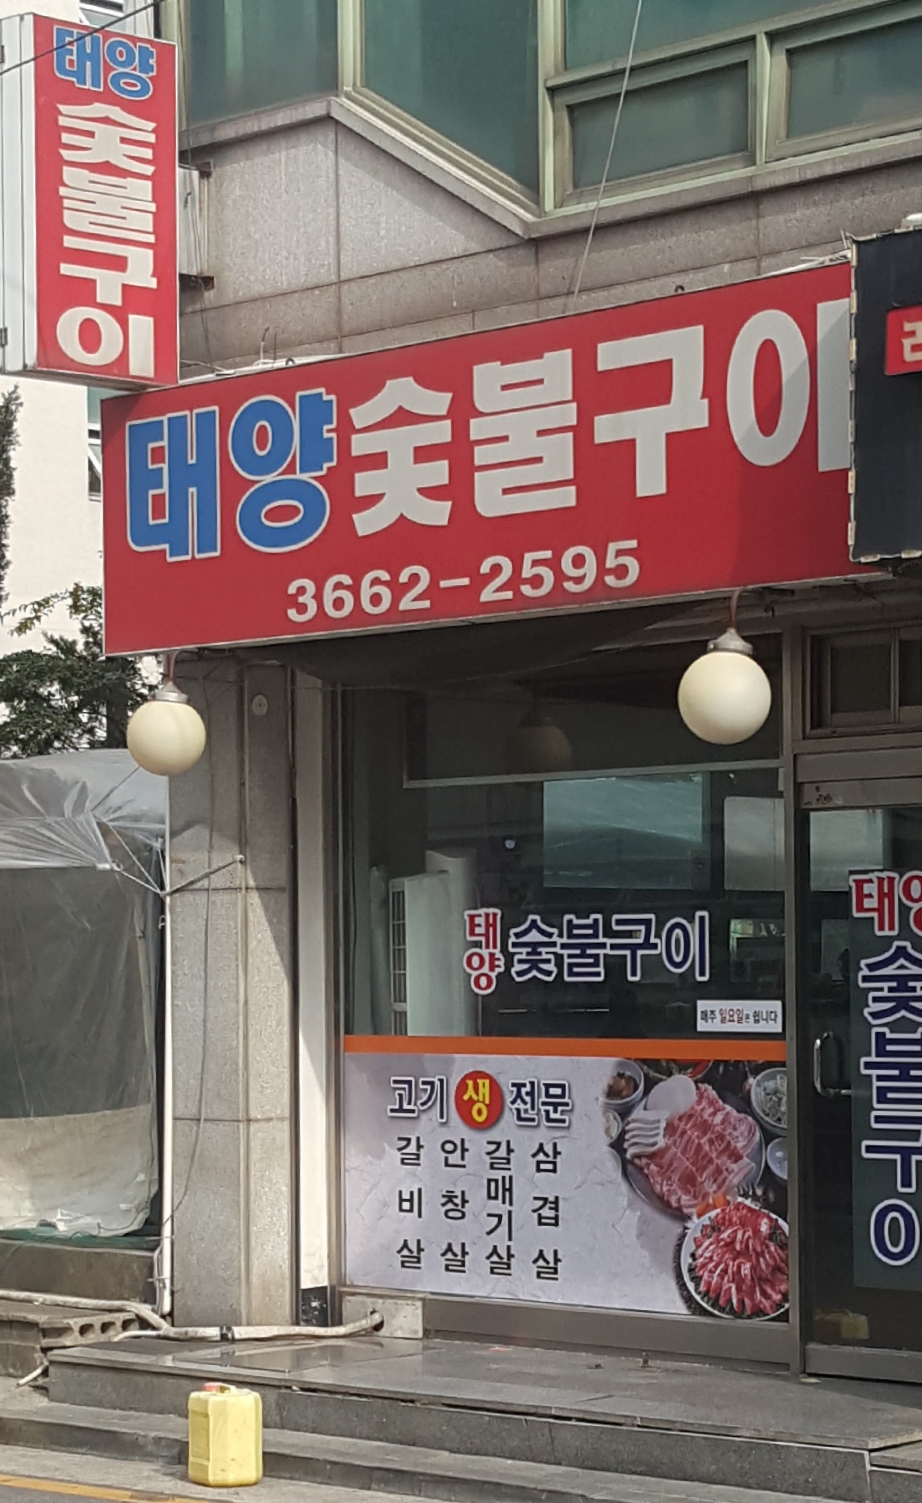 태양
숯불구이
태양숯불구이
3662-2595
태양 숯불구이
매주 일요일은 쉽니다
고기 생 전문
갈비살
안창살
갈매기살
삼겹살
태양
숯불구이